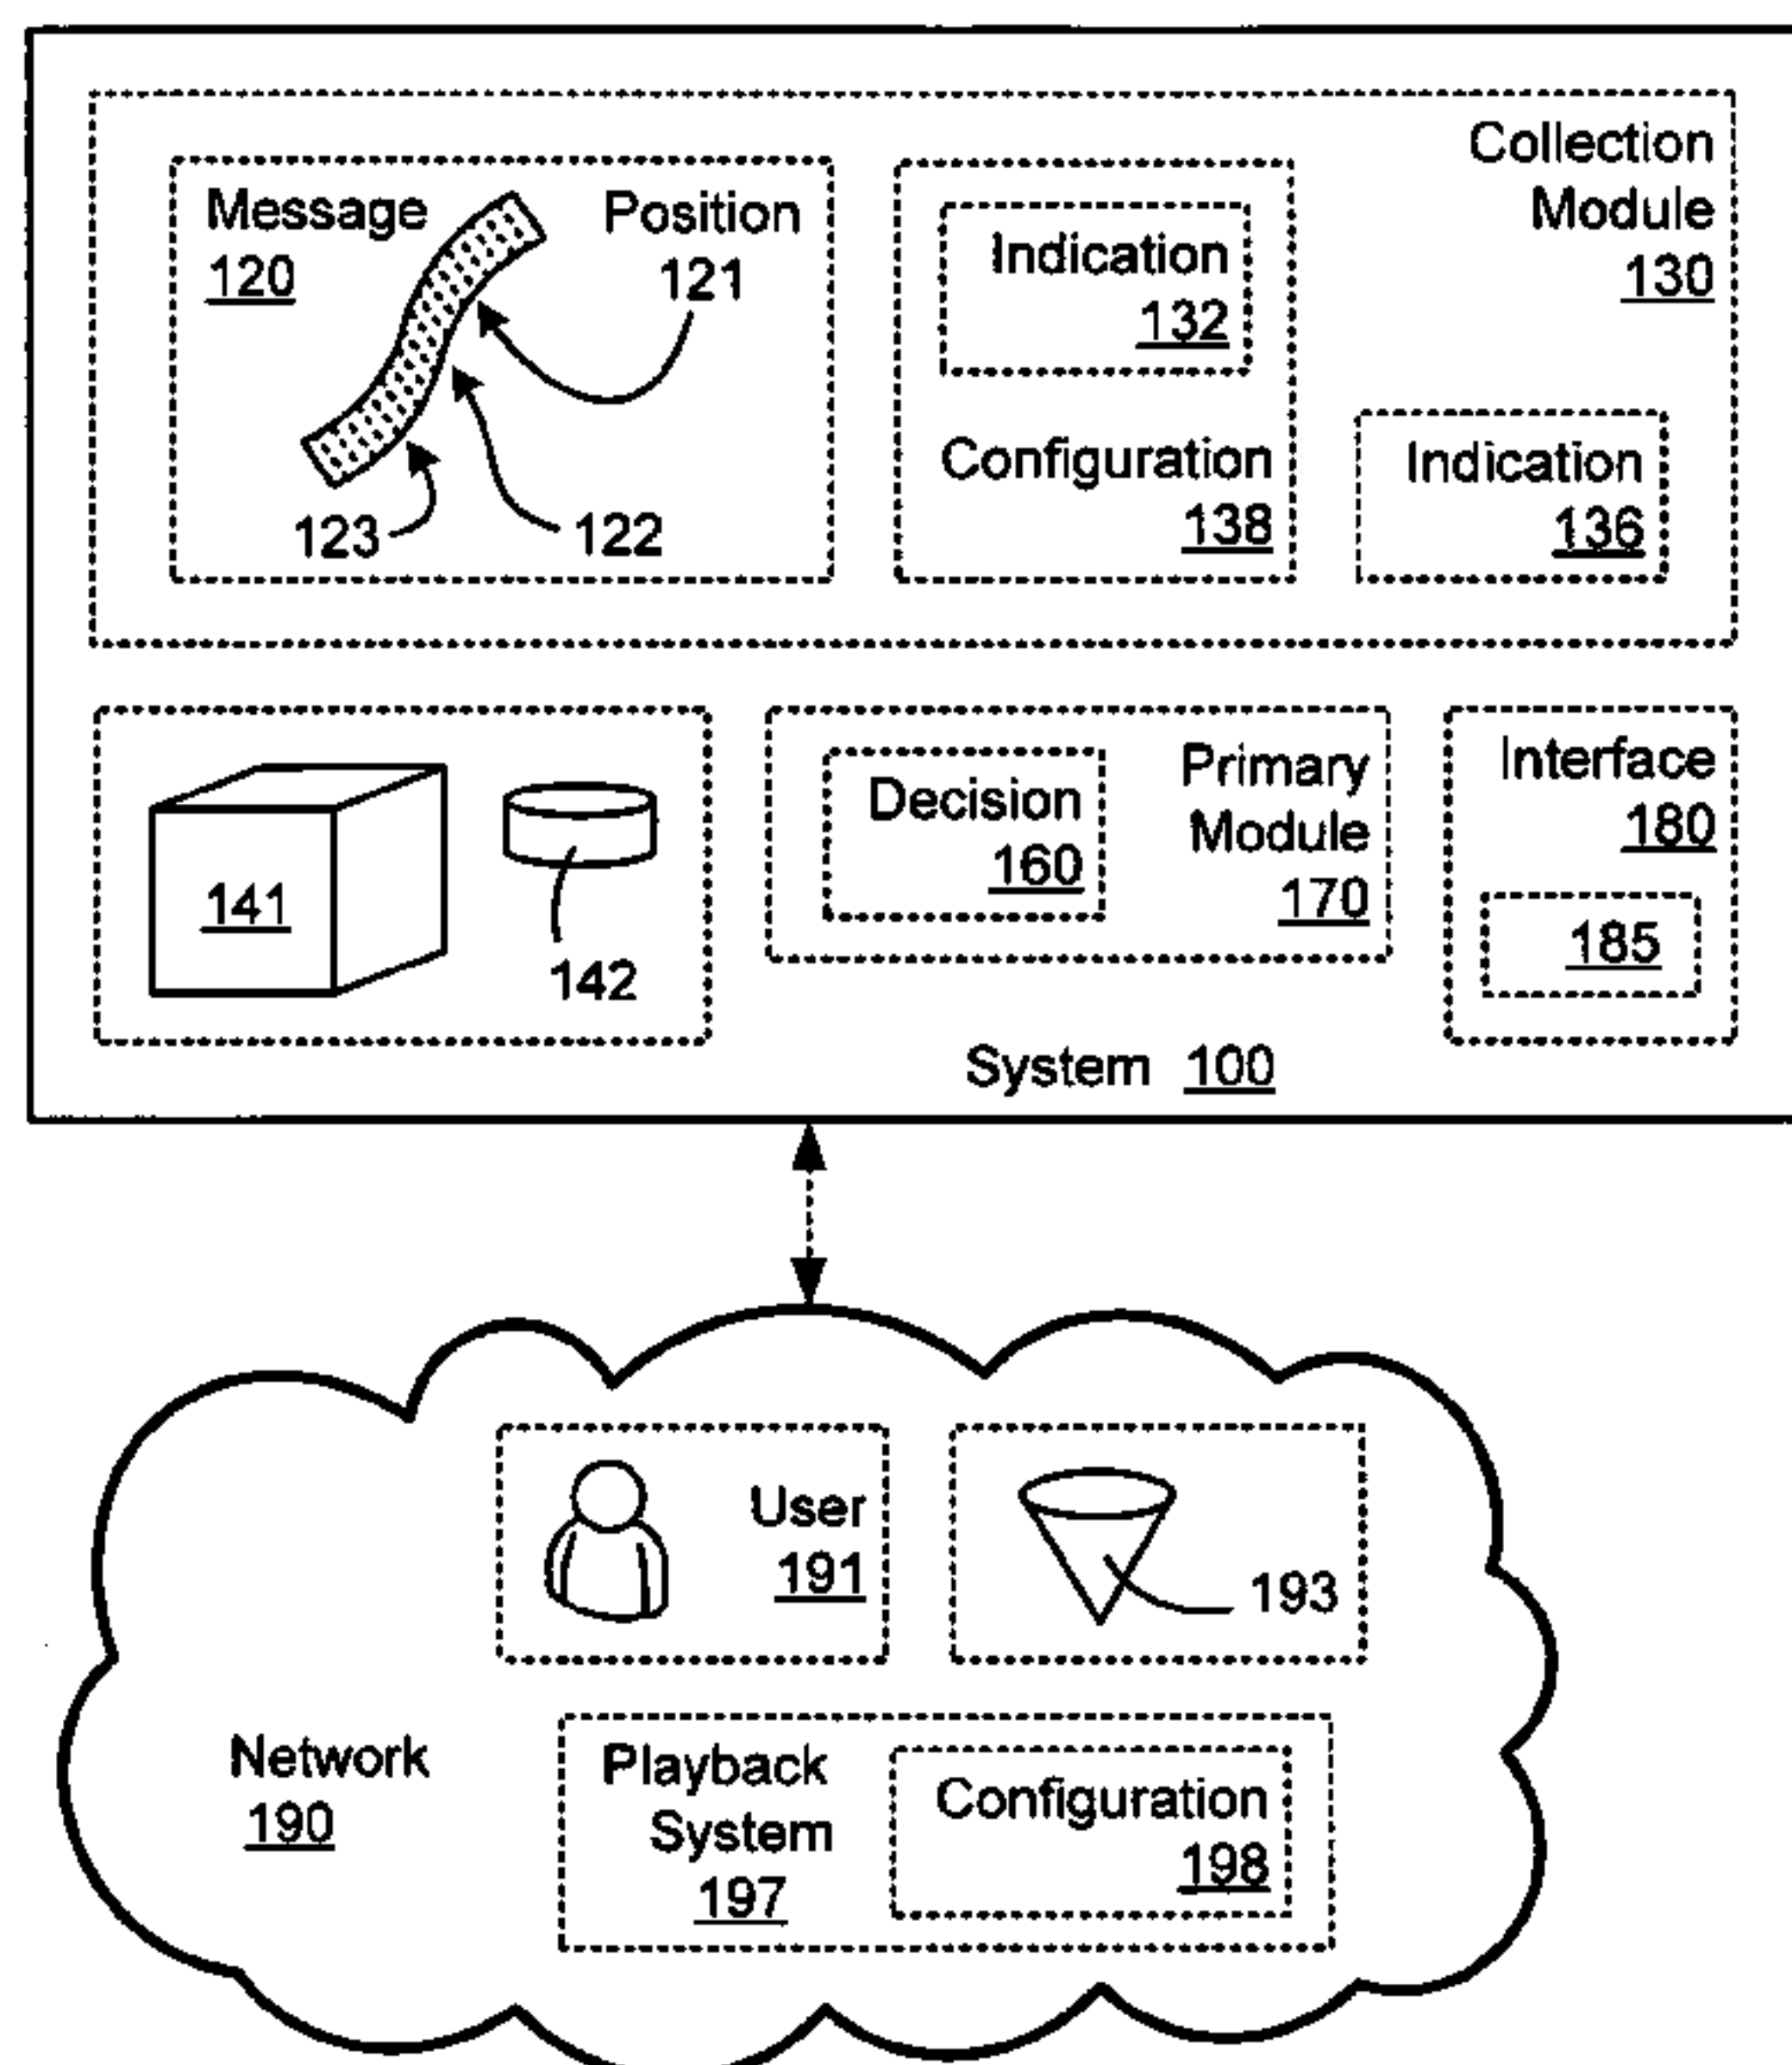 Collection
Module
130
Message
120
Position
121
122
123
Indication
132
Configuration
138
Indication
136
141
142
Decision
160
Primary
Module
170
Interface
180
185
System 100
User
191
193
Network
190
Playback
System
197
Configuration
198